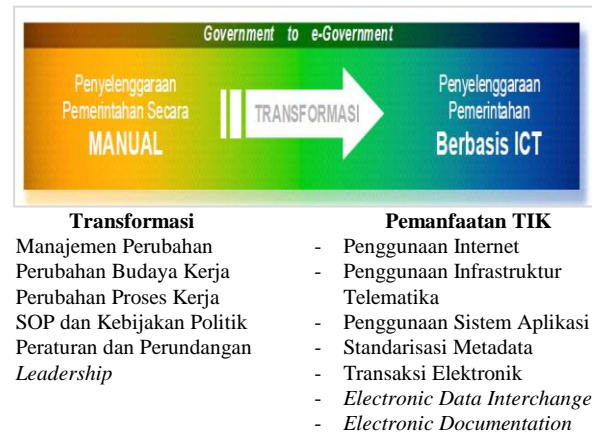 Government to e-Government
Penyelenggaraan
Pemerintahan Secara
MANUAL
TRANSFORMASI
Penyelenggaraan
Pemerintahan
Berbasis ICT
Transformasi
Manajemen Perubahan
Perubahan Budaya Kerja
Perubahan Proses Kerja
SOP dan Kebijakan Politik
Peraturan dan Perundangan
Leadership
Pemanfaatan TIK
- Penggunaan Internet
- Penggunaan Infrastruktur
Telematika
- Penggunaan Sistem Aplikasi
- Standarisasi Metadata
- Transaksi Elektronik
- Electronic Data Interchange
- Electronic Documentation